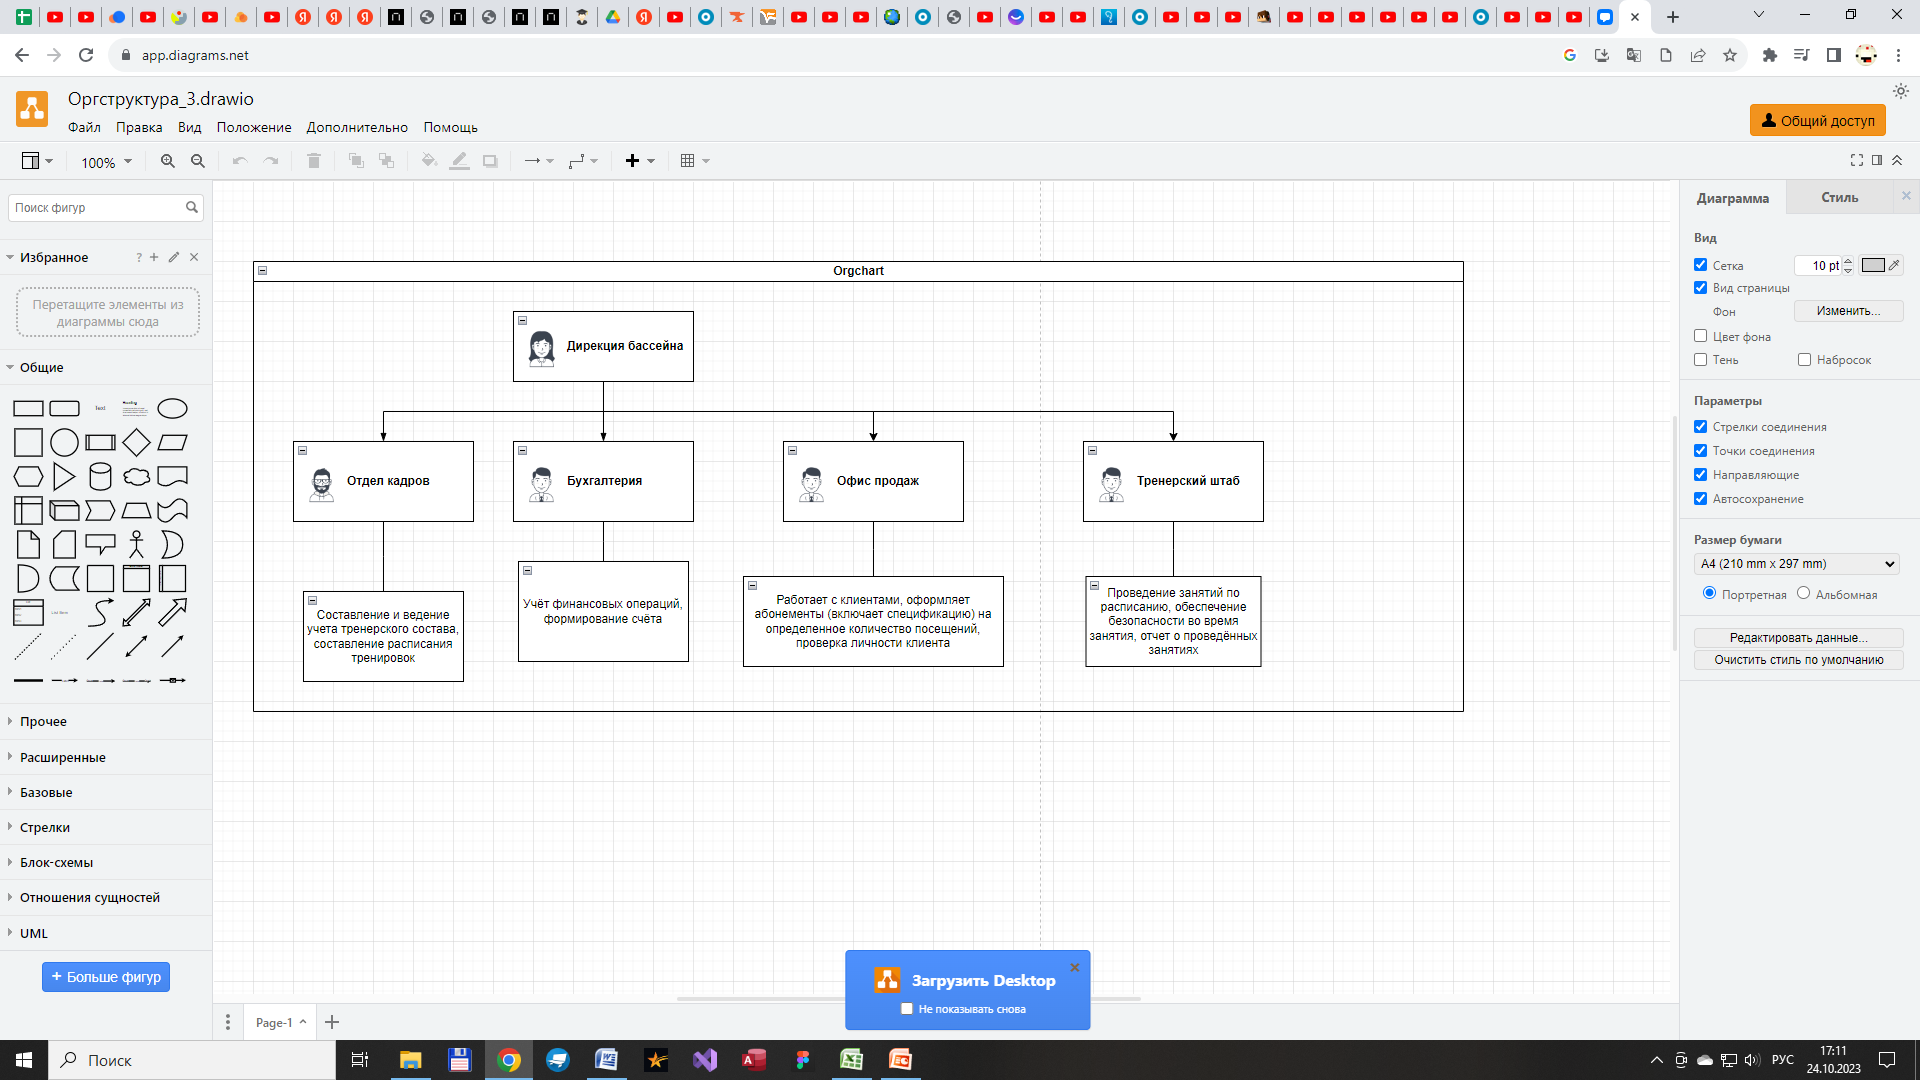 app.diagrams.net
Оргструктура_3.drawio
Файл Правка Вид Положение Дополнительно Помощь
Общий доступ
100%
Поиск фигур
Избранное
?
Перетащите элементы из
диаграммы сюда
Общие
Text
Heading
List Item
Прочее
Расширенные
Базовые
Стрелки
Блок-схемы
Отношения сущностей
UML
+ Больше фигур
Orgchart
Дирекция бассейна
Отдел кадров
Бухгалтерия
Офис продаж
Тренерский штаб
Составление и ведение
учета тренерского состава,
составление расписания
тренировок
Учёт финансовых операций,
формирование счёта
Работает с клиентами, оформляет
абонементы (включает спецификацию) на
определенное количество посещений,
проверка личности клиента
Проведение занятий по
расписанию, обеспечение
безопасности во время
занятия, отчет о проведённых
занятиях
Диаграмма
Стиль
Вид
Сетка
10 pt
Вид страницы
Фон
Изменить...
Цвет фона
Тень
Набросок
Параметры
Стрелки соединения
Точки соединения
Направляющие
Автосохранение
Размер бумаги
A4 (210 mm x 297 mm)
Портретная
Альбомная
Редактировать данные...
Очистить стиль по умолчанию
Загрузить Desktop
Не показывать снова
Page-1
Поиск
РУС
17:11
24.10.2023